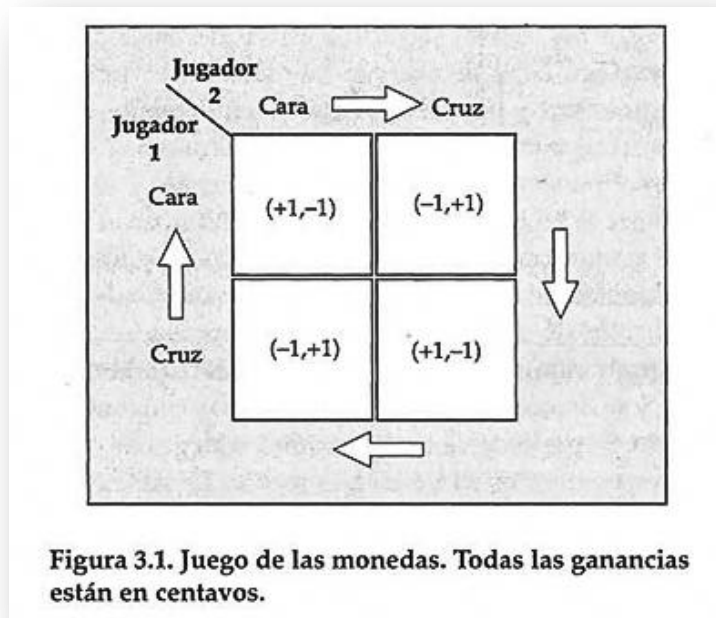 Jugador
2
Cara Cruz
Jugador
1
Cara
(+1,–1) (–1,+1)
Cruz
(–1,+1) (+1,–1)
Figura 3.1. Juego de las monedas. Todas las ganancias
están en centavos.